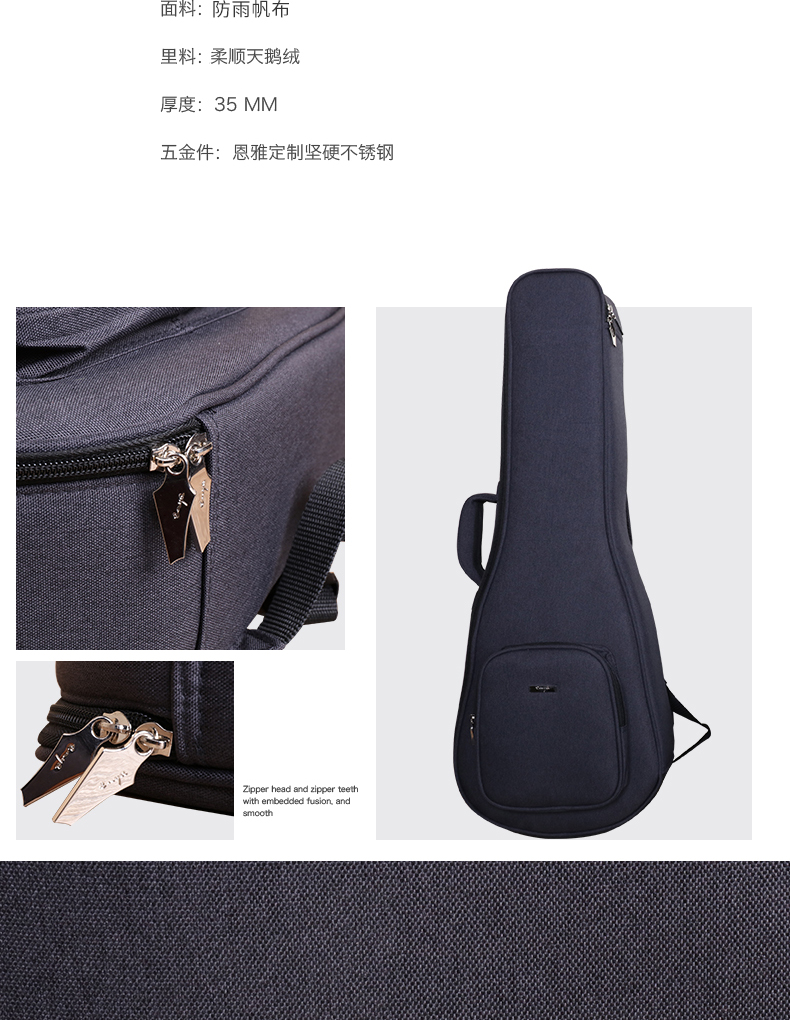 面料：防雨帆布
里料：柔顺天鹅绒
厚度：35 MM
五金件：恩雅定制坚硬不锈钢
Zipper head and zipper teeth
with embedded fusion, and
smooth